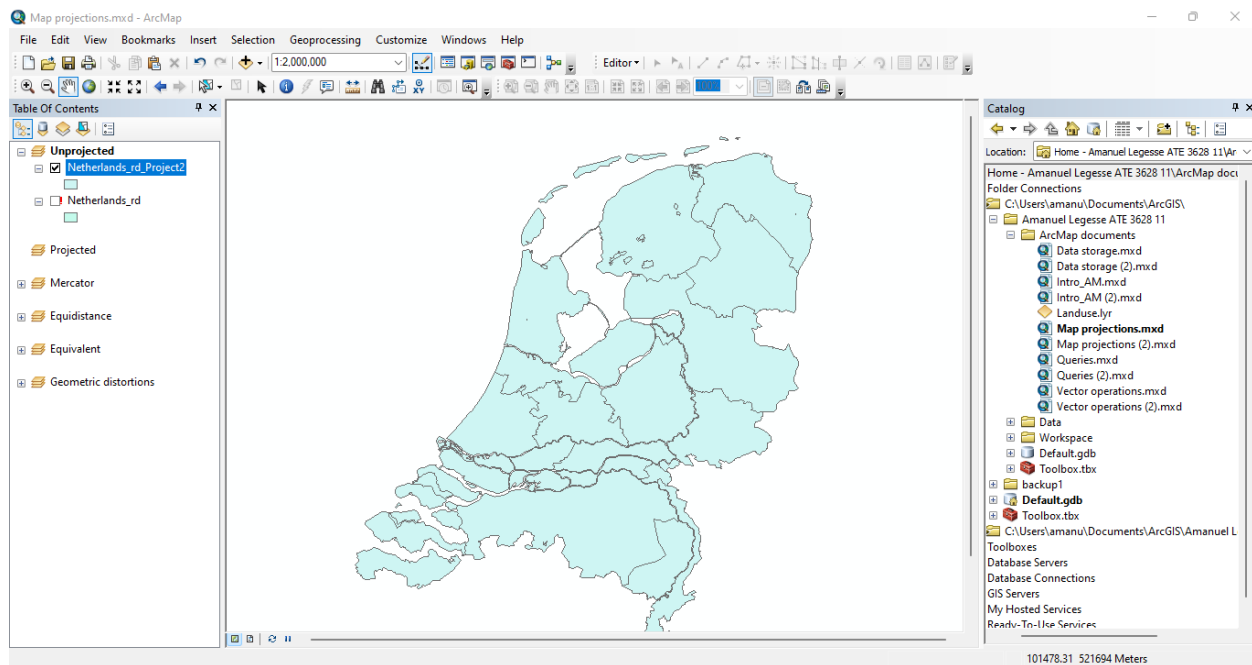 Map projections.mxd - ArcMap
File Edit View Bookmarks Insert Selection Geoprocessing Customize Windows Help
1:2,000,000 Editor
Table Of Contents
Unprojected
Netherlands_rd_Project2
Netherlands_rd
Projected
Mercator
Equidistance
Equivalent
Geometric distortions
Catalog
Location: Home - Amanuel Legesse ATE 3628 11\Ar
Home - Amanuel Legesse ATE 3628 11\ArcMap docu
Folder Connections
C:\Users\amanu\Documents\ArcGIS\
Amanuel Legesse ATE 3628 11
ArcMap documents
Data storage.mxd
Data storage (2).mxd
Intro_AM.mxd
Intro_AM (2).mxd
Landuse.lyr
Map projections.mxd
Map projections (2).mxd
Queries.mxd
Queries (2).mxd
Vector operations.mxd
Vector operations (2).mxd
Data
Workspace
Default.gdb
Toolbox.tbx
backup1
Default.gdb
Toolbox.tbx
C:\Users\amanu\Documents\ArcGIS\Amanuel L
Toolboxes
Database Servers
Database Connections
GIS Servers
My Hosted Services
Ready-To-Use Services
101478.31 521694 Meters